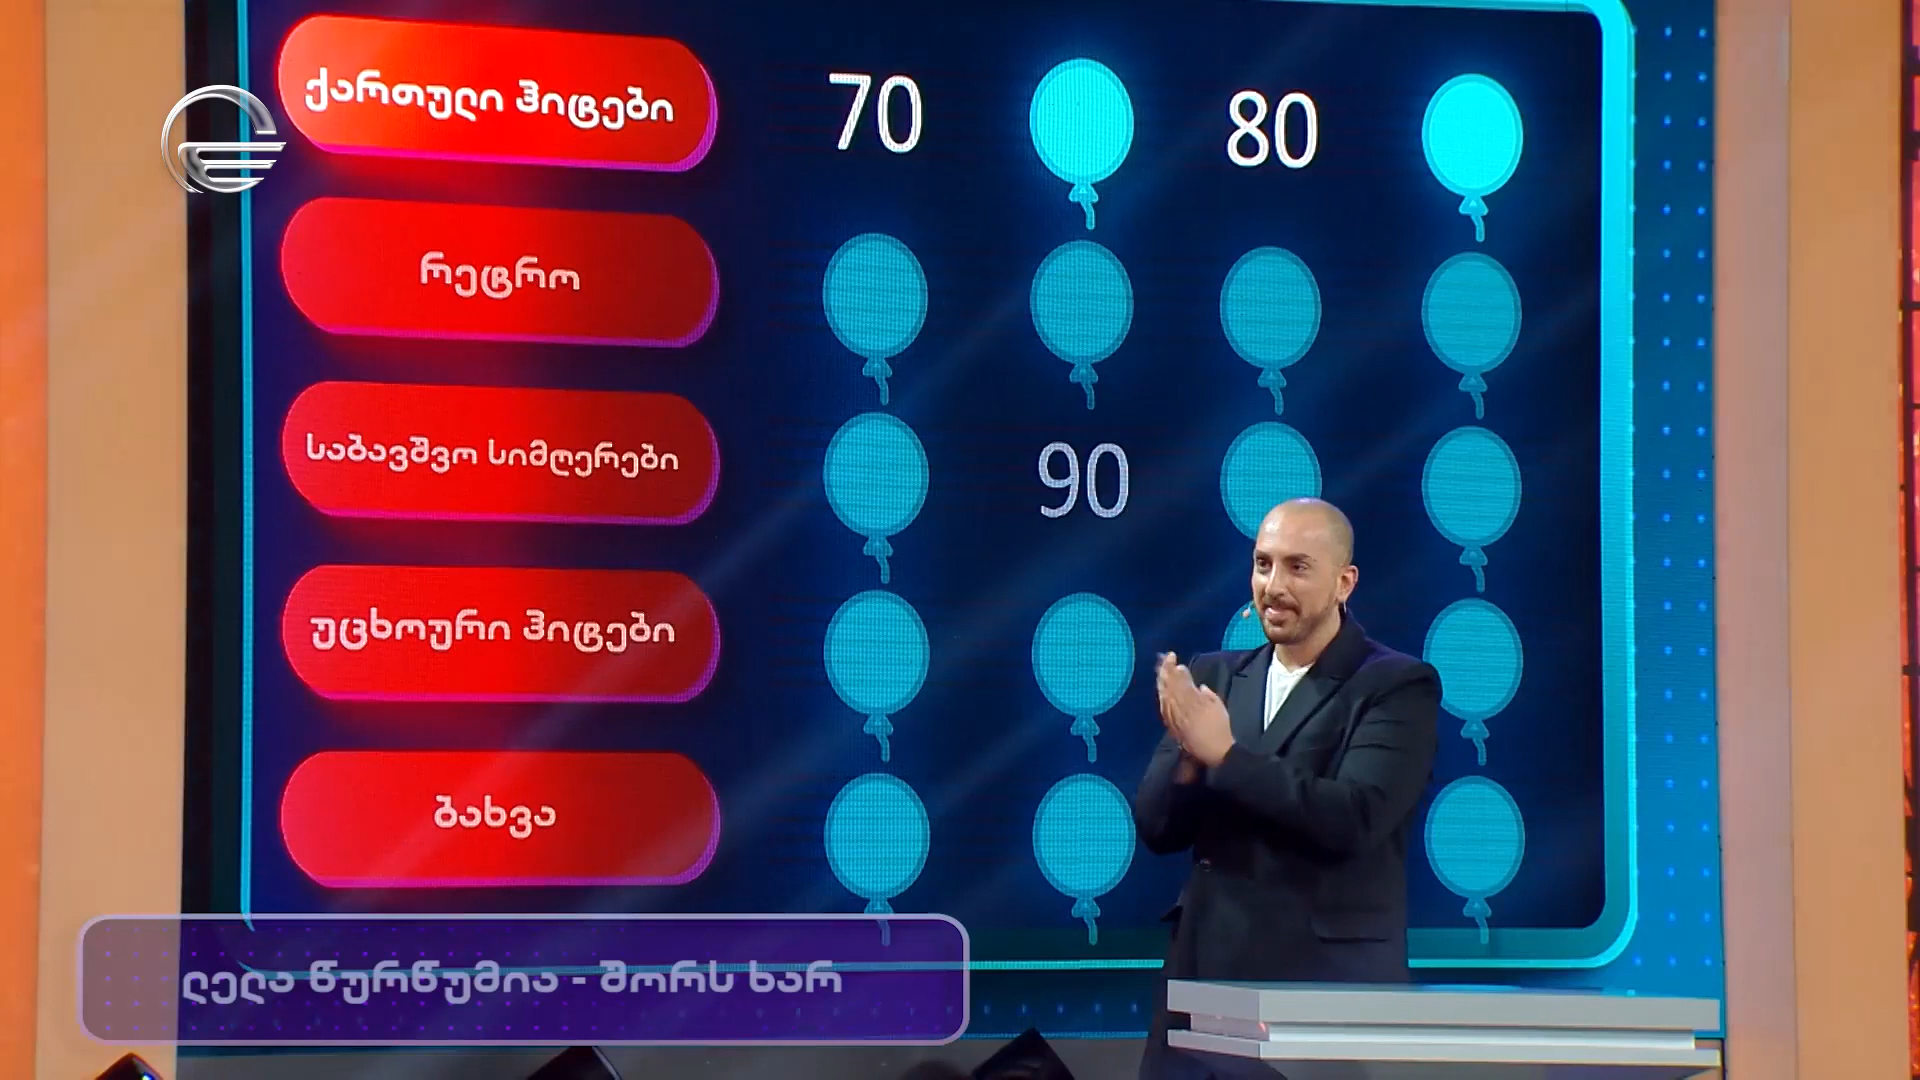 ქართული ჰიტები 70 80
რეტრო
საბავშვო სიმღერები 90
უცხოური ჰიტები
ბახვა
ლელა წურწუმია - შორს ხარ